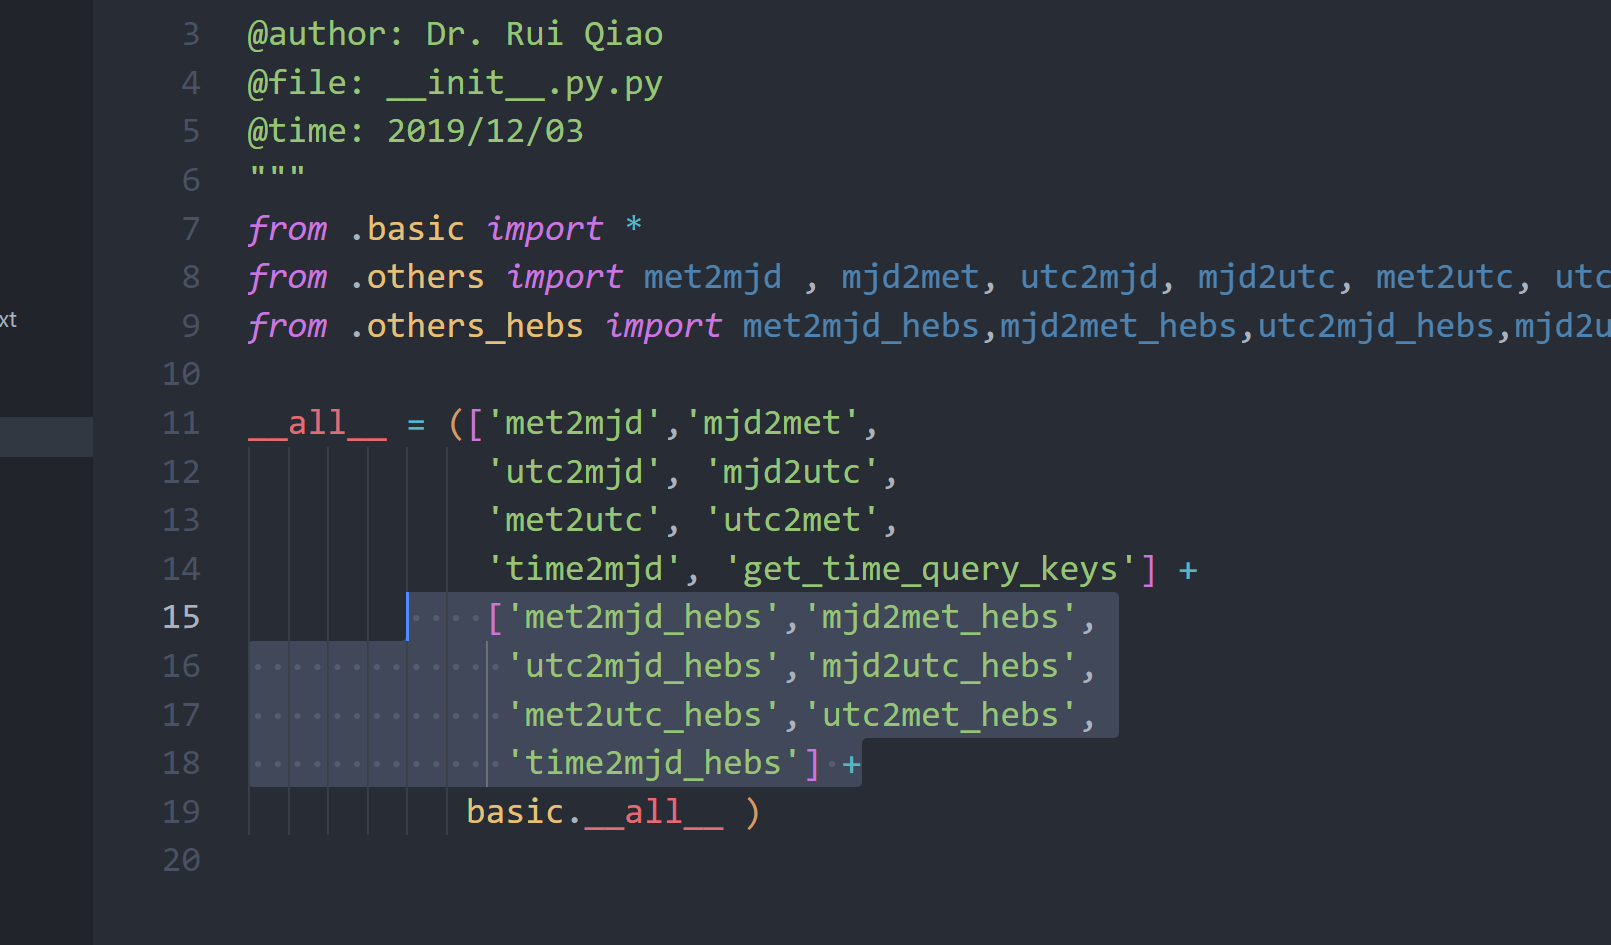 3 @author: Dr. Rui Qiao
4 @file: __init__.py.py
5 @time: 2019/12/03
6 """
7 from .basic import *
8 from .others import met2mjd , mjd2met, utc2mjd, mjd2utc, met2utc, utc
xt
9 from .others_hebs import met2mjd_hebs,mjd2met_hebs,utc2mjd_hebs,mjd2u
10
11 __all__ = (['met2mjd','mjd2met',
12 'utc2mjd', 'mjd2utc',
13 'met2utc', 'utc2met',
14 'time2mjd', 'get_time_query_keys'] +
15 ['met2mjd_hebs','mjd2met_hebs',
16 'utc2mjd_hebs','mjd2utc_hebs',
17 'met2utc_hebs','utc2met_hebs',
18 'time2mjd_hebs'] +
19 basic.__all__ )
20